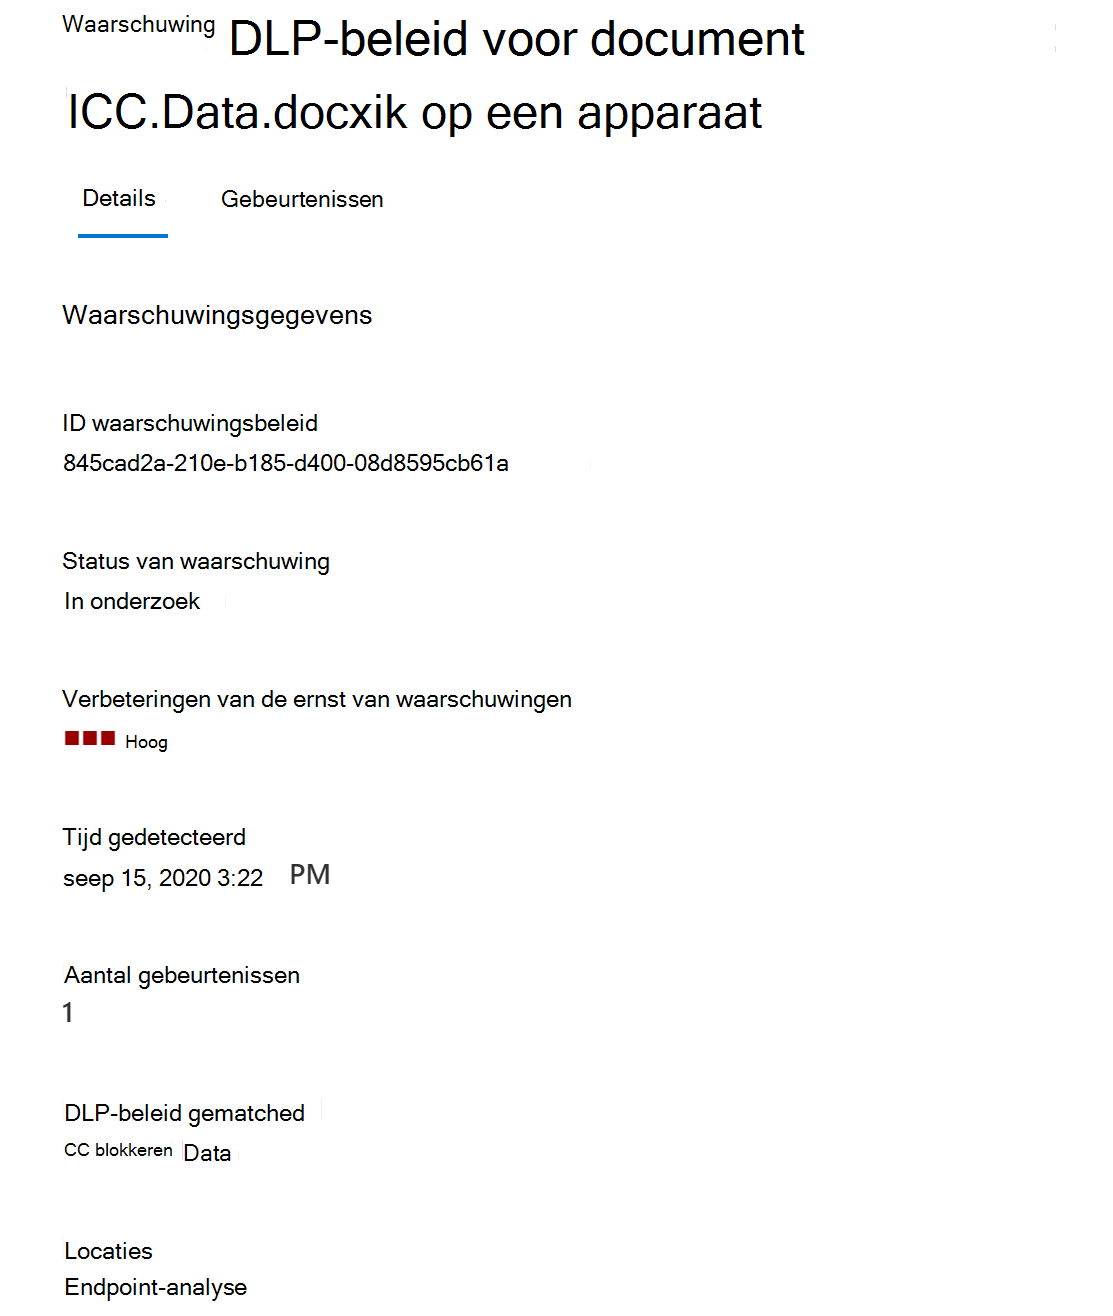 Waarschuwing DLP-beleid voor document
ICC.Data.docxik op een apparaat
Details Gebeurtenissen
Waarschuwingsgegevens
ID waarschuwingsbeleid
845cad2a-210e-b185-d400-08d8595cb61a
Status van waarschuwing
In onderzoek
Verbeteringen van de ernst van waarschuwingen
Hoog
Tijd gedetecteerd
seep 15, 2020 3:22 PM
Aantal gebeurtenissen
1
DLP-beleid gematched
CC blokkeren Data
Locaties
Endpoint-analyse